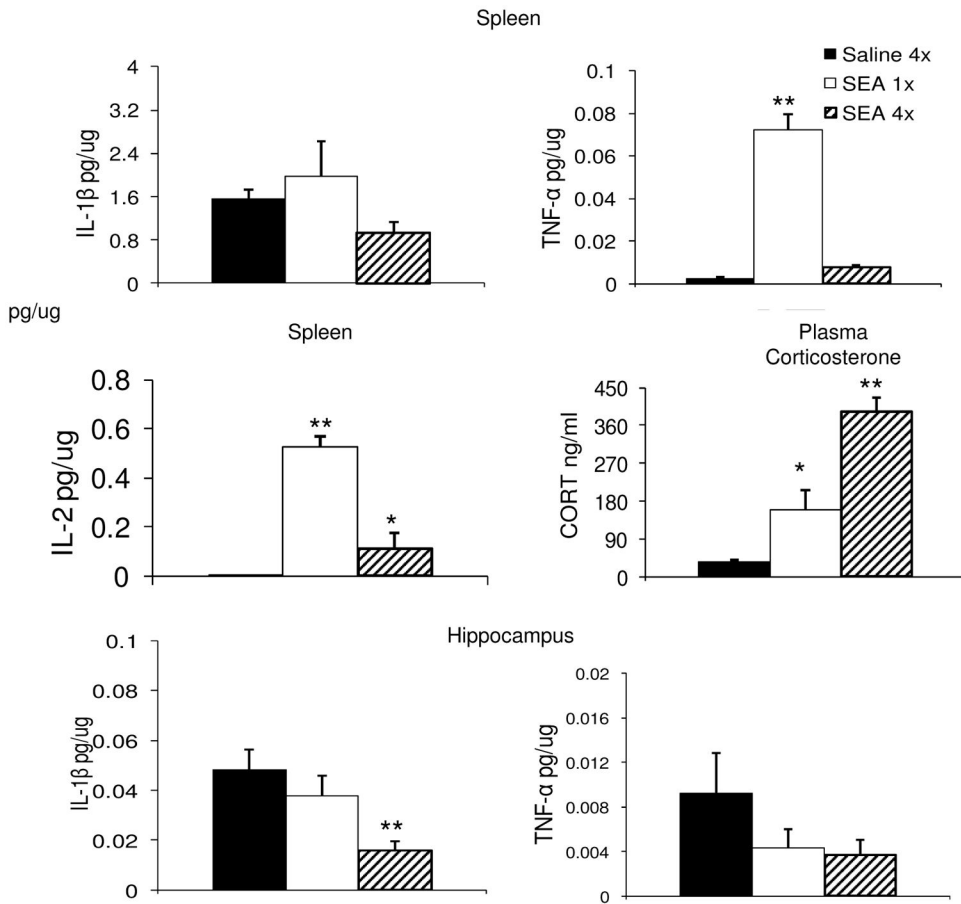 Spleen
IL-1β pg/ug
4
3.2
2.4
1.6
0.8
0
TNF-α pg/ug
0.1
0.08
0.06
0.04
0.02
0
**
Saline 4x
SEA 1x
SEA 4x
pg/ug
Spleen
IL-2 pg/ug
0.8
0.6
0.4
0.2
0
**
*
Plasma
Corticosterone
CORT ng/ml
450
360
270
180
90
0
*
**
Hippocampus
IL-1β pg/ug
0.1
0.08
0.06
0.04
0.02
0
**
TNF-α pg/ug
0.02
0.016
0.012
0.008
0.004
0